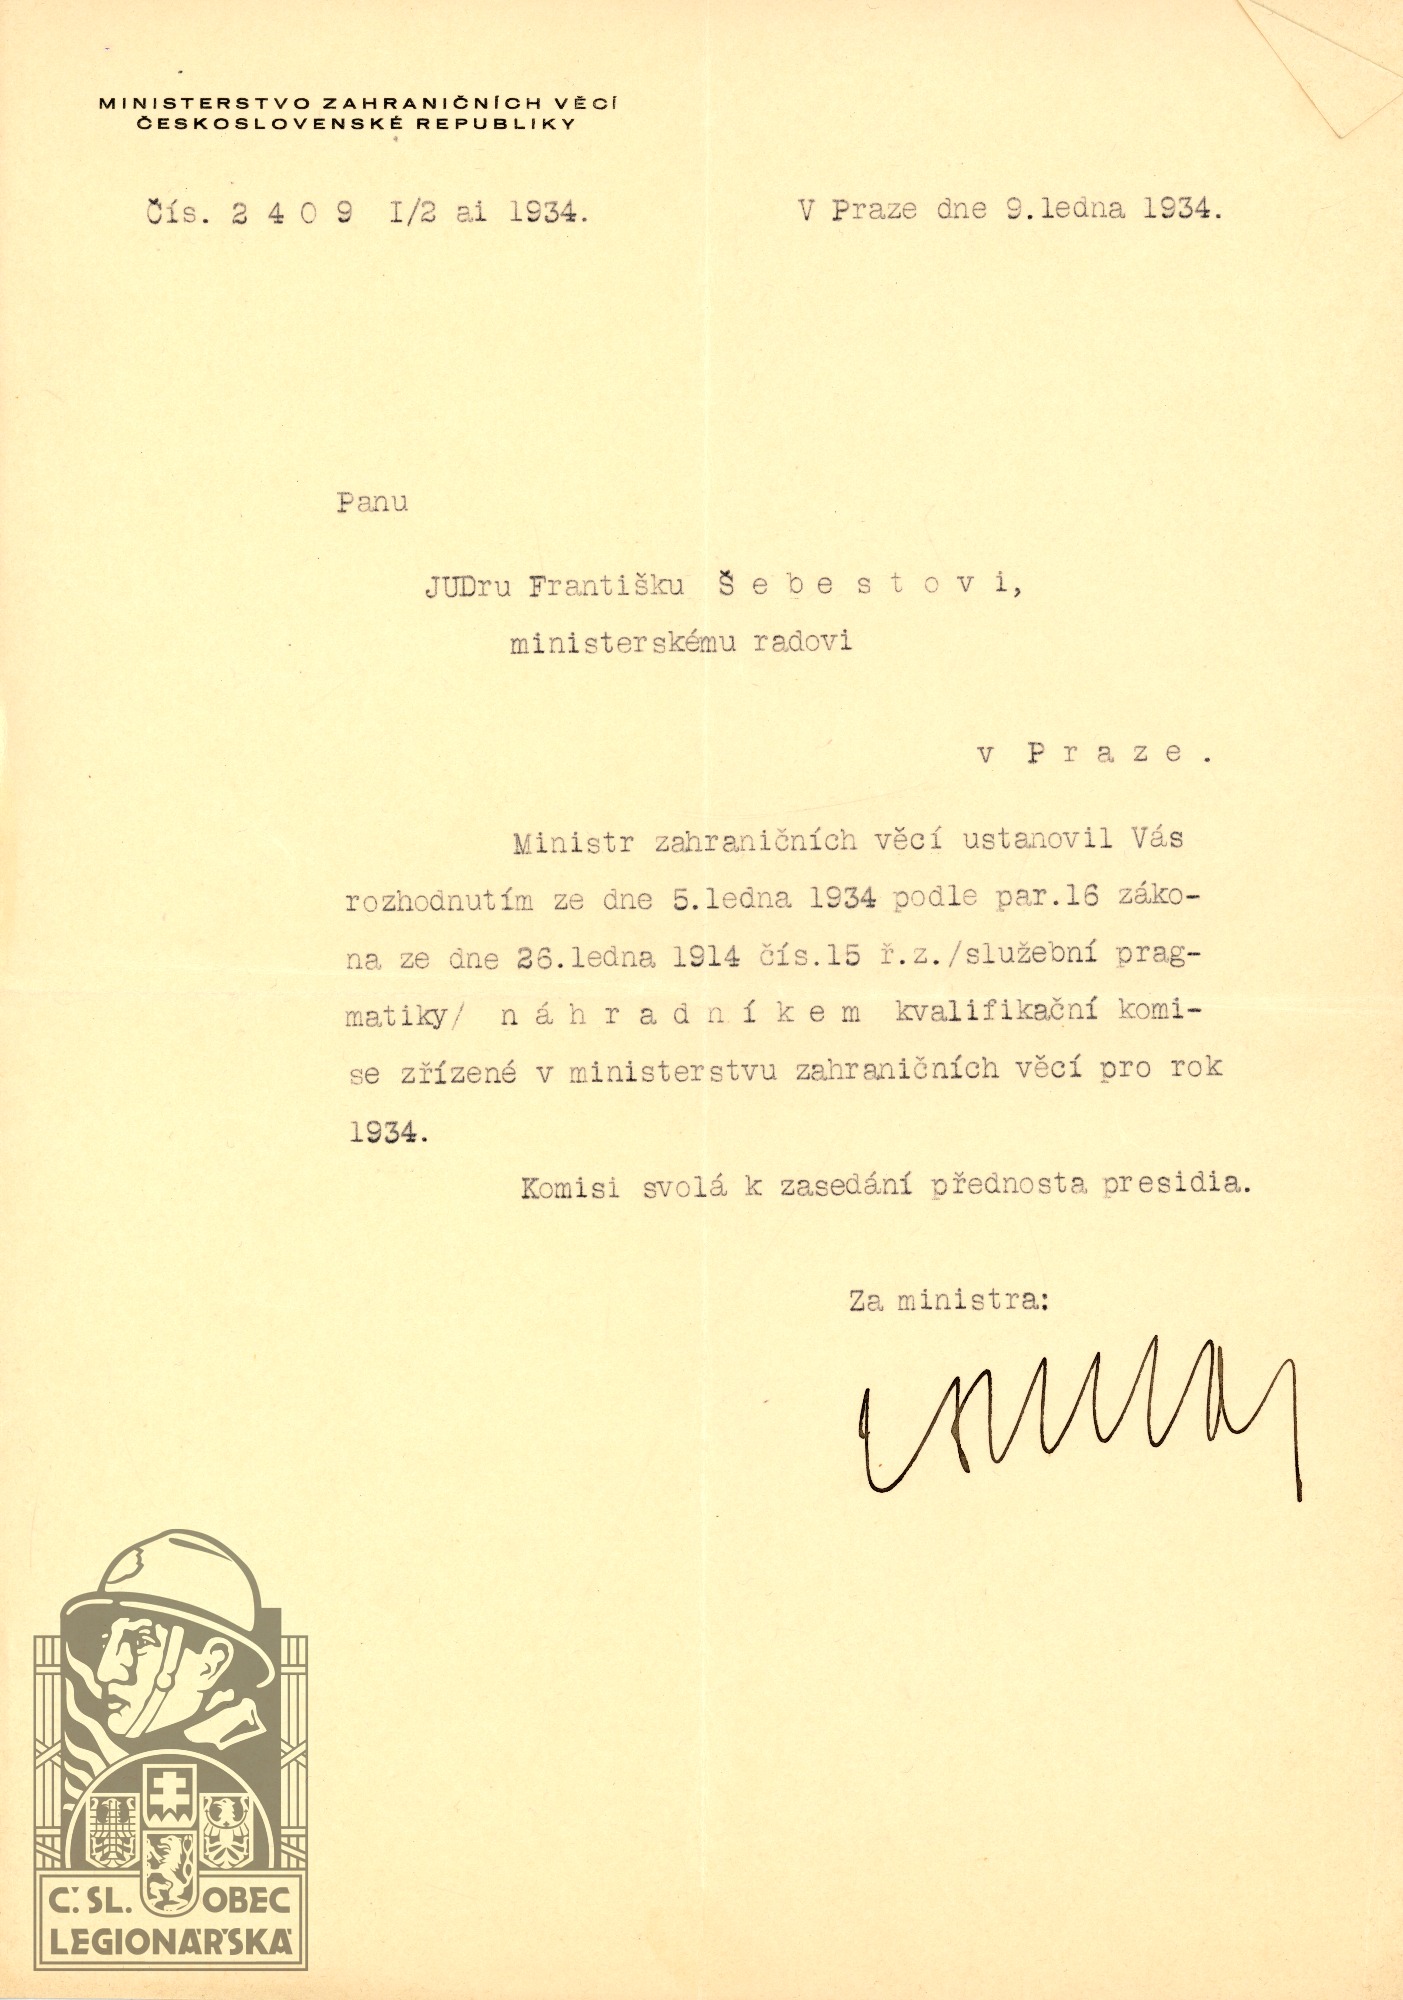 MINISTERSTVO ZAHRANIČNÍCH VĚCÍ
ČESKOSLOVENSKÉ REPUBLIKY
Čís. 2 4 0 9 I/2 ai 1934.
V Praze dne 9.ledna 1934.
Panu
JUDru Františku Š e b e s t o v i,
ministerskému radovi
v P r a z e .
Ministr zahraničních věcí ustanovil Vás
rozhodnutím ze dne 5.ledna 1934 podle par.16 záko-
na ze dne 26.ledna 1914 čís.15 ř.z./služební prag-
matiky/ n á h r a d n í k e m kvalifikační komi-
se zřízené v ministerstvu zahraničních věcí pro rok
1934.
Komisi svolá k zasedání přednosta presidia.
Za ministra:
Č.SL. OBEC
LEGIONÁŘSKÁ